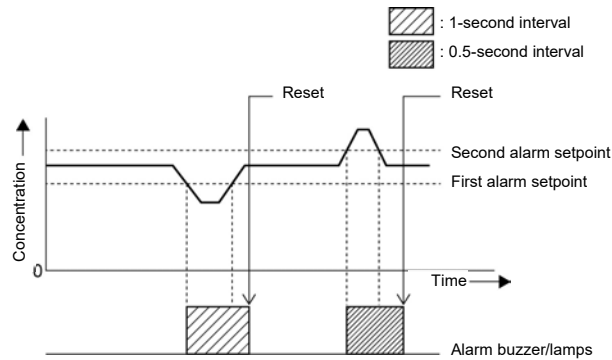 : 1-second interval
: 0.5-second interval
Reset
Reset
Second alarm setpoint
First alarm setpoint
Concentration
0
Time
Alarm buzzer/lamps